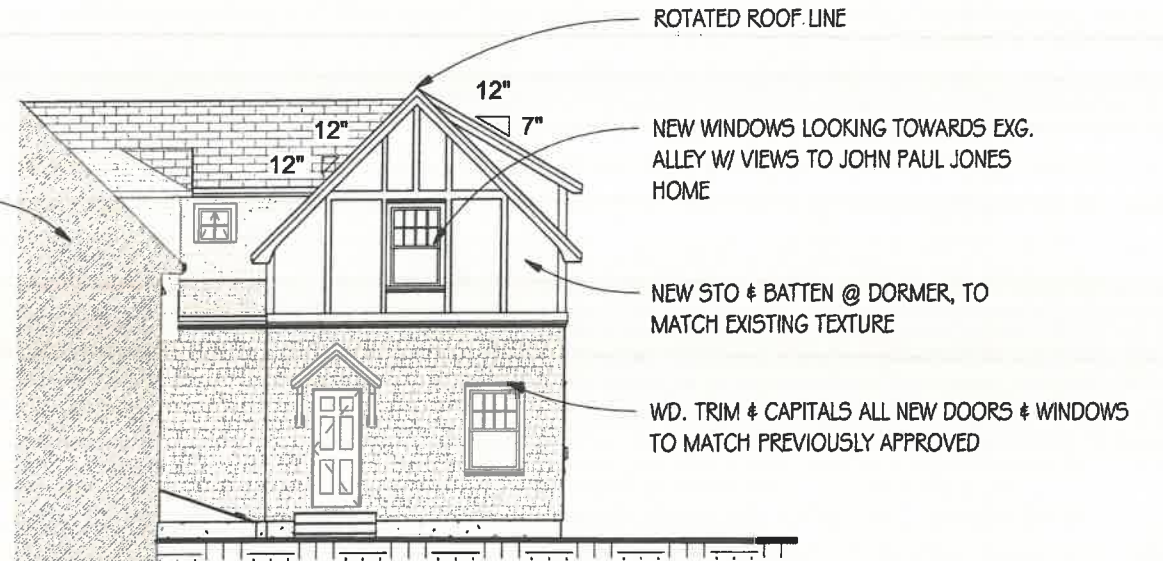 ROTATED ROOF LINE
12"
7"
12"
12"
NEW WINDOWS LOOKING TOWARDS EXG.
ALLEY W/ VIEWS TO JOHN PAUL JONES
HOME
NEW STO & BATTEN @ DORMER, TO
MATCH EXISTING TEXTURE
WD. TRIM & CAPITALS ALL NEW DOORS & WINDOWS
TO MATCH PREVIOUSLY APPROVED